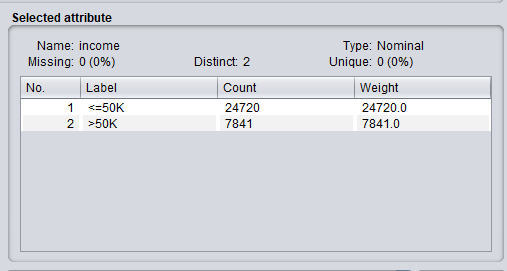 Selected attribute
Name: income Type: Nominal
Missing: 0 (0%) Distinct: 2 Unique: 0 (0%)
No. Label Count Weight
1 <=50K 24720 24720.0
2 >50K 7841 7841.0